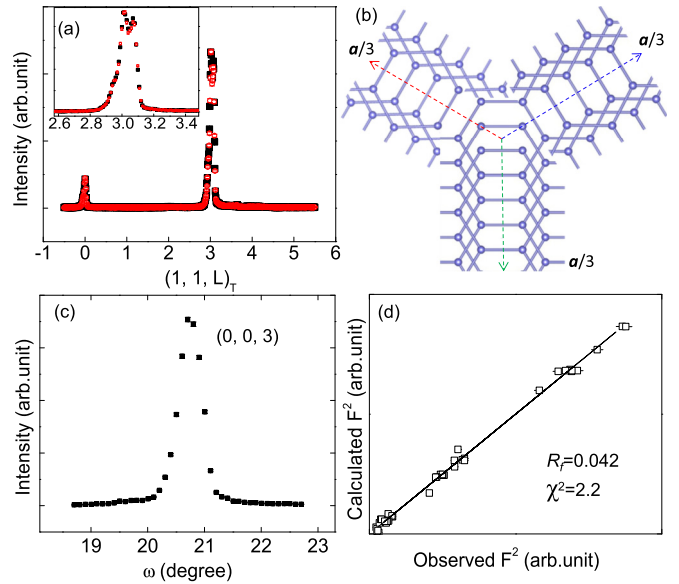 (a)
Intensity (arb.unit)
2.6 2.8 3.0 3.2 3.4
-1 0 1 2 3 4 5 6
(1, 1, L)T
(b)
a/3
a/3
a/3
(c)
(0, 0, 3)
Intensity (arb.unit)
19 20 21 22 23
ω (degree)
(d)
Calculated F²(arb.unit)
Rf=0.042
χ²=2.2
Observed F² (arb.unit)